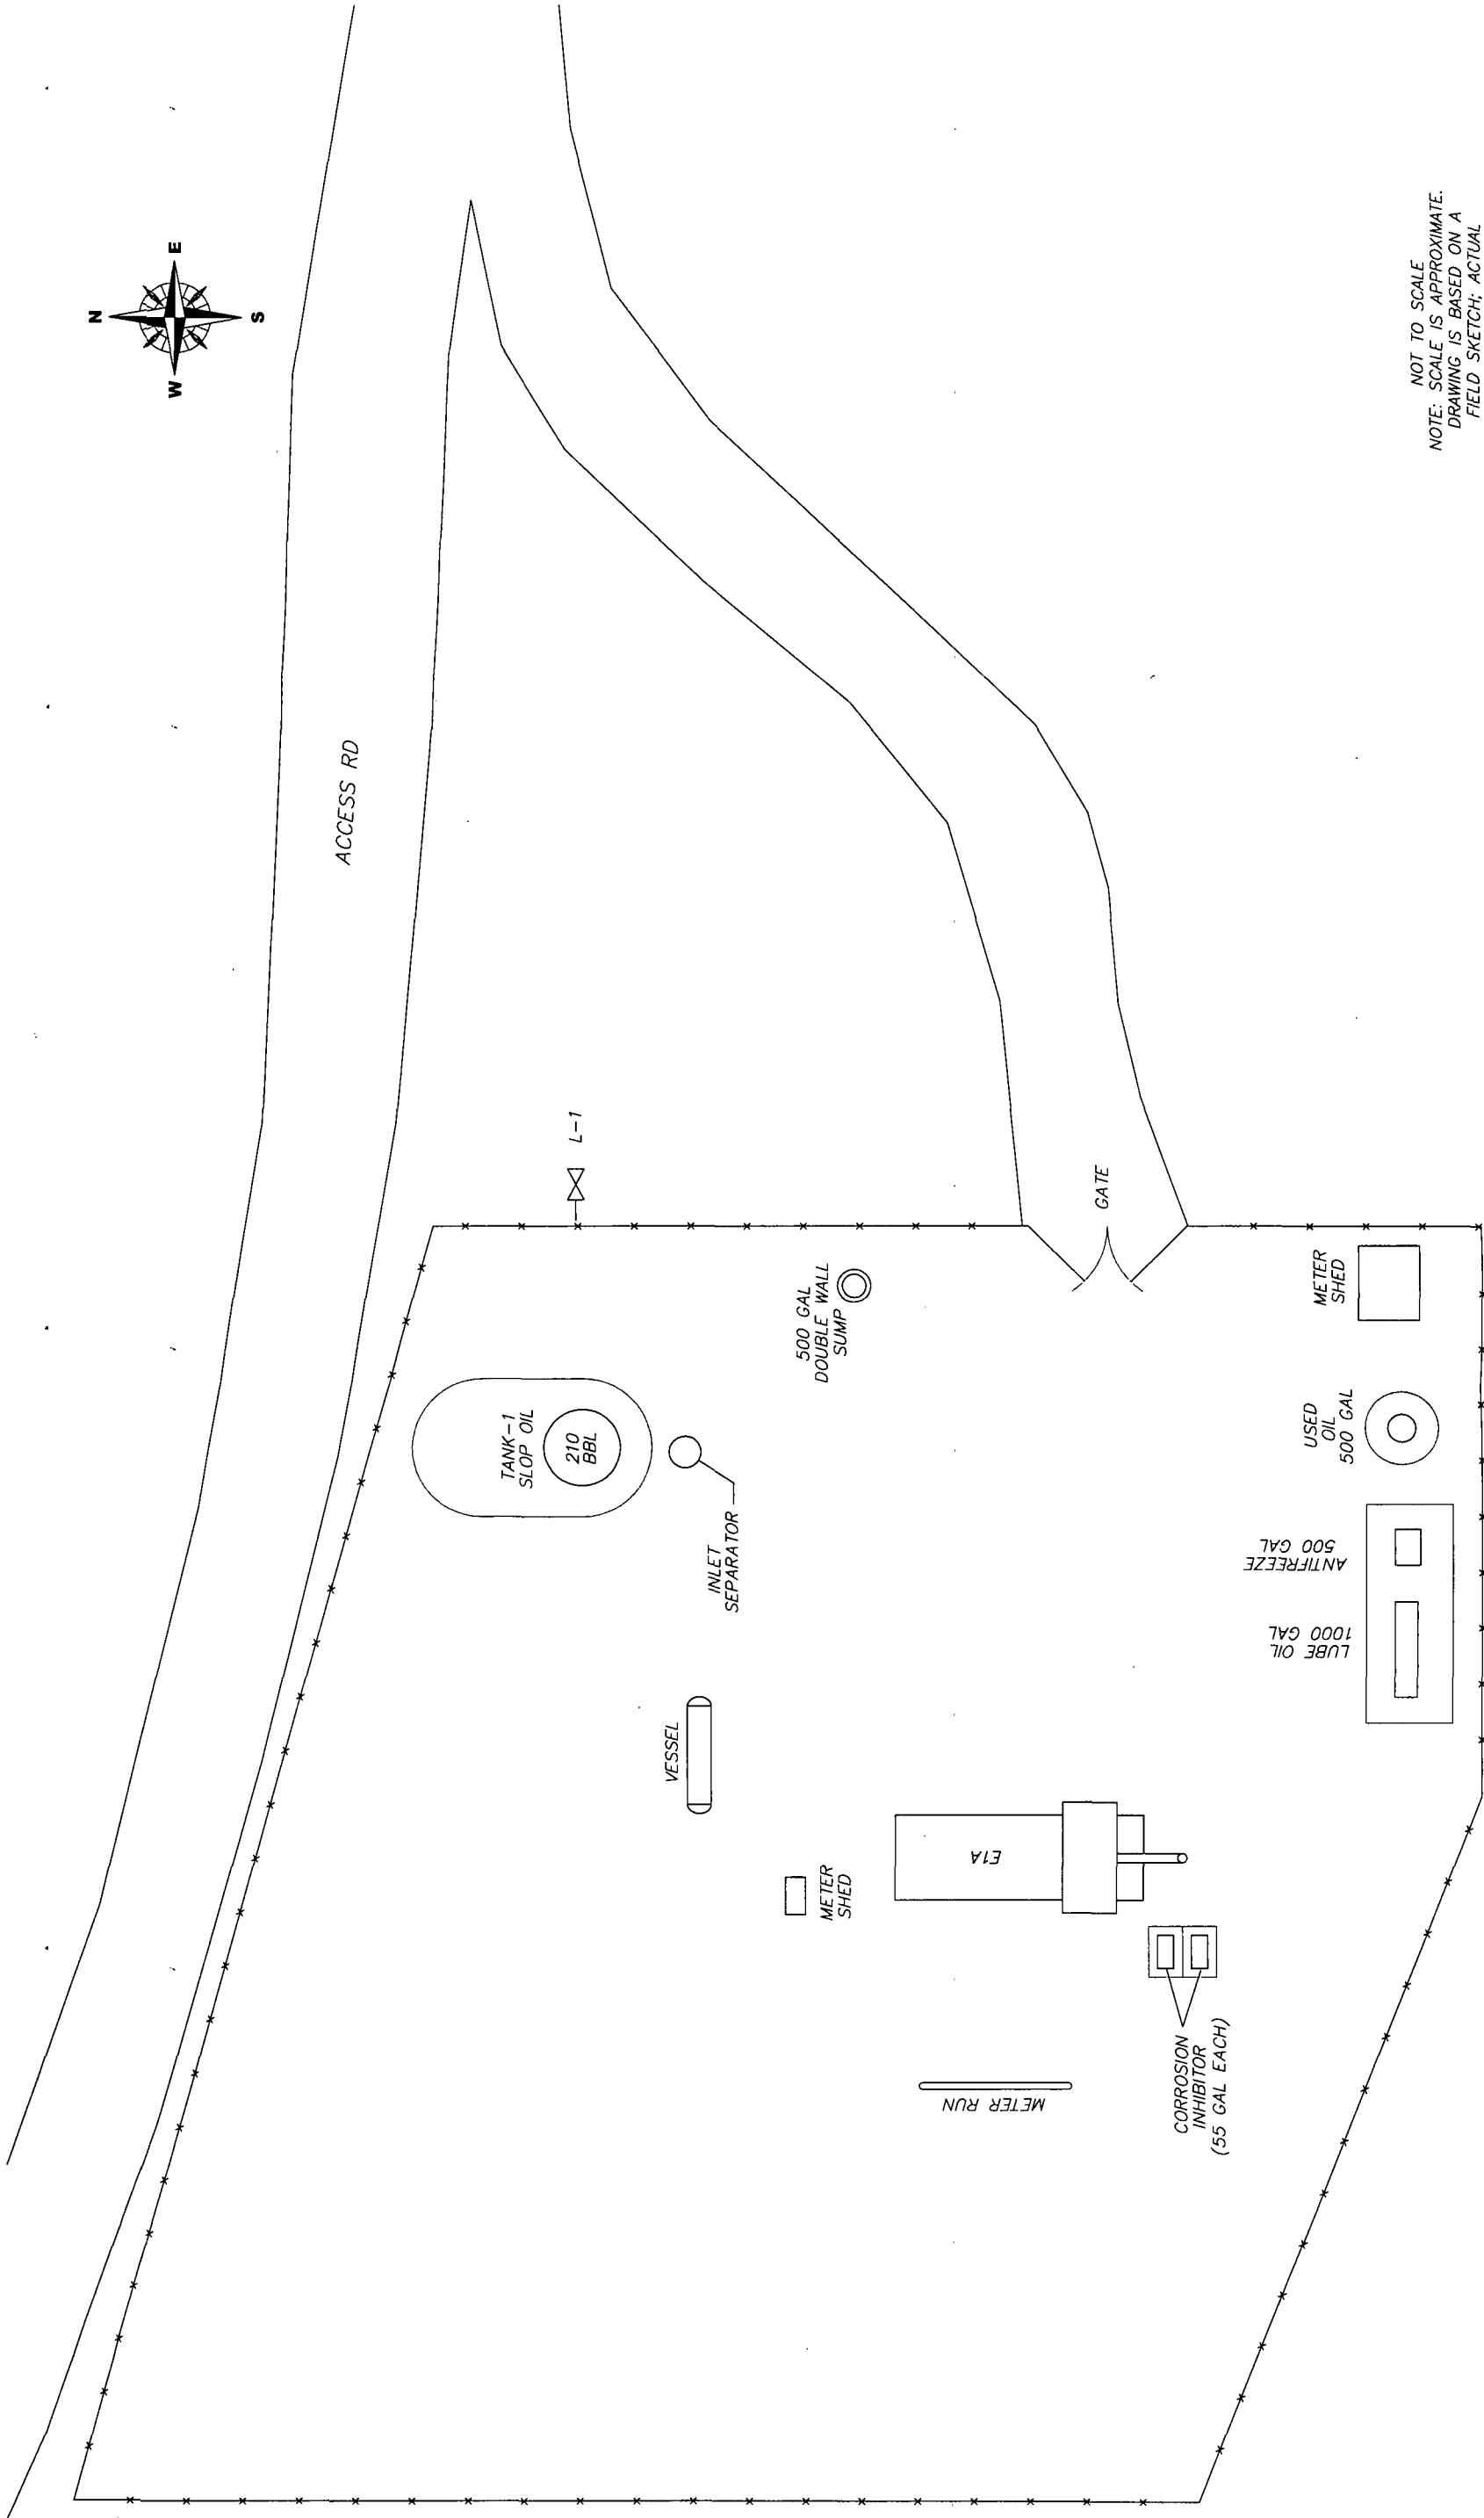 N
W
E
S
ACCESS RD
L-1
GATE
500 GAL
DOUBLE WALL
SUMP
TANK-1
SLOP OIL
210
BBL
INLET
SEPARATOR
VESSEL
METER
SHED
E1A
METER RUN
CORROSION
INHIBITOR
(55 GAL EACH)
LUBE OIL
1000 GAL
ANTIFREEZE
500 GAL
USED
OIL
500 GAL
METER
SHED
NOT TO SCALE
NOTE: SCALE IS APPROXIMATE.
DRAWING IS BASED ON A
FIELD SKETCH; ACTUAL